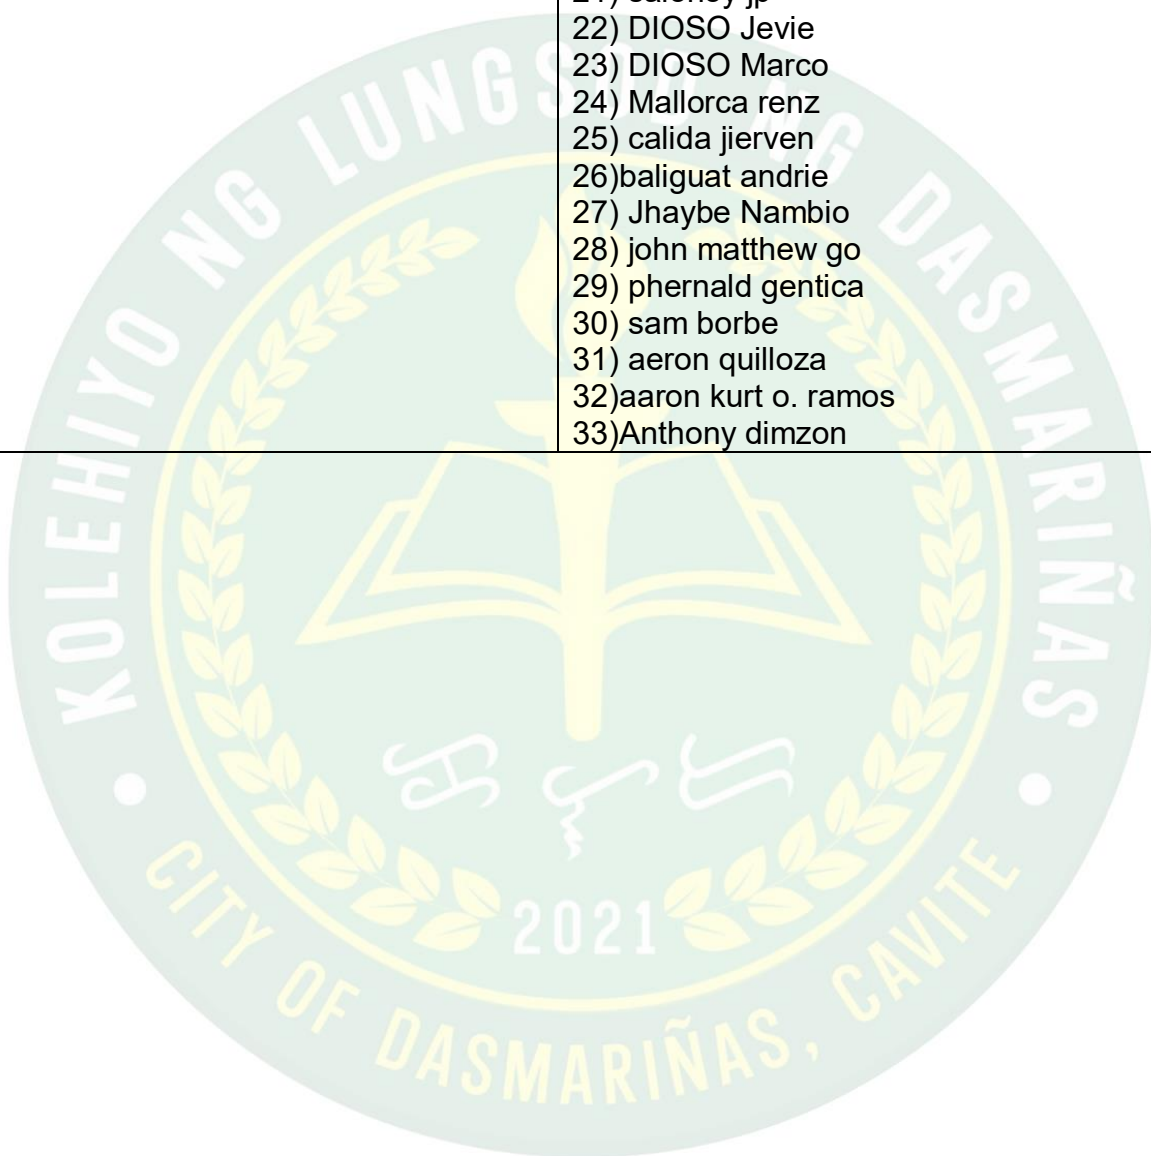 22) DIOSO Jevie
23) DIOSO Marco
24) Mallorca renz
25) calida jierven
26)baliguat andrie
27) Jhaybe Nambio
28) john matthew go
29) phernald gentica
30) sam borbe
31) aeron quilloza
32)aaron kurt o. ramos
33)Anthony dimzon
KOLEHIYO NG LUNGSOD NG DASMARIÑAS
2021
CITY OF DASMARIÑAS, CAVITE